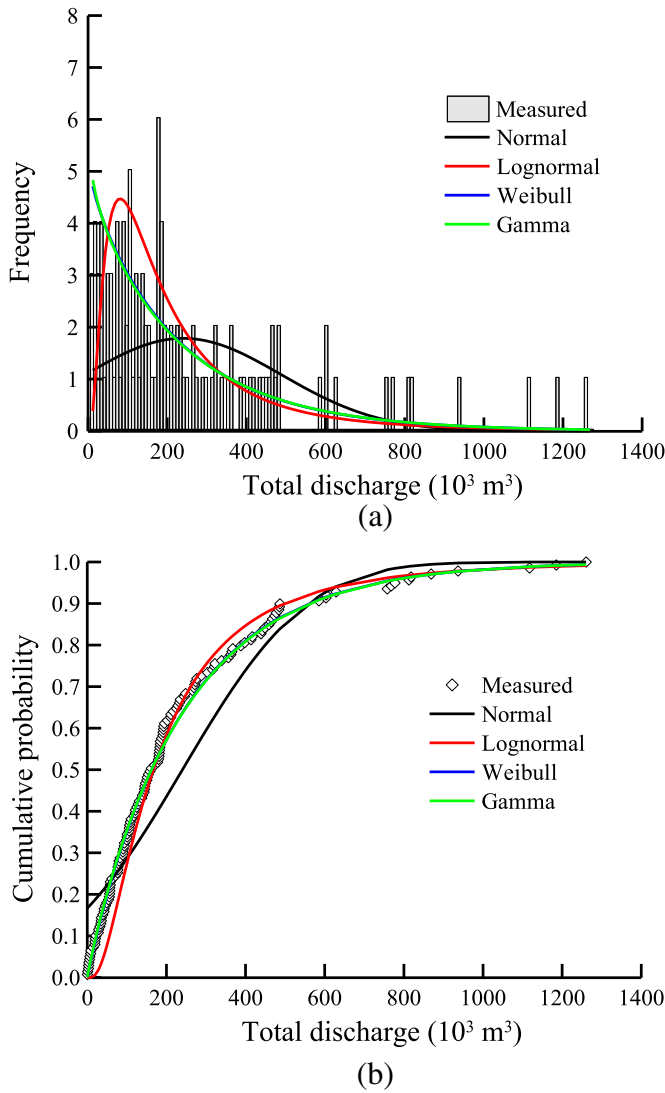 8
7
6
5
4
3
2
1
0
Frequency
Measured
Normal
Lognormal
Weibull
Gamma
0 200 400 600 800 1000 1200 1400
Total discharge (10³ m³)
(a)
1.0
0.9
0.8
0.7
0.6
0.5
0.4
0.3
0.2
0.1
0.0
Cumulative probability
Measured
Normal
Lognormal
Weibull
Gamma
0 200 400 600 800 1000 1200 1400
Total discharge (10³ m³)
(b)